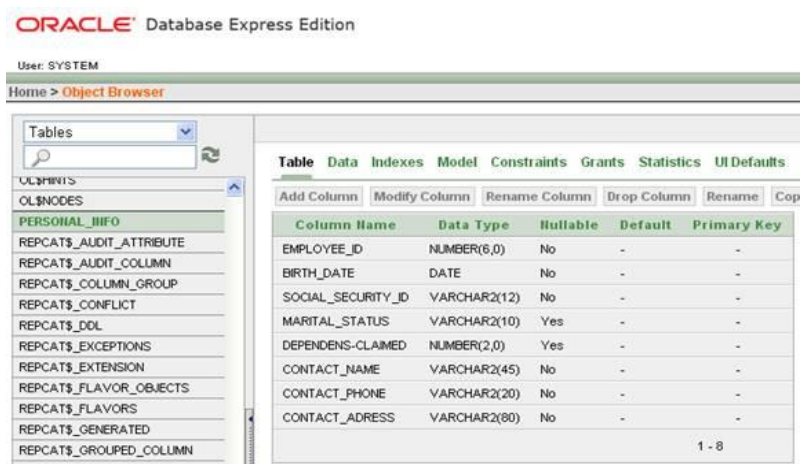 ORACLE Database Express Edition
User: SYSTEM
Home > Object Browser
Tables
OL$HINTS
OL$NODES
PERSONAL_INFO
REPCAT$_AUDIT_ATTRIBUTE
REPCAT$_AUDIT_COLUMN
REPCAT$_COLUMN_GROUP
REPCAT$_CONFLICT
REPCAT$_DDL
REPCAT$_EXCEPTIONS
REPCAT$_EXTENSION
REPCAT$_FLAVOR_OBJECTS
REPCAT$_FLAVORS
REPCAT$_GENERATED
REPCAT$_GROUPED_COLUMN
Table Data Indexes Model Constraints Grants Statistics UI Defaults
Add Column Modify Column Rename Column Drop Column Rename Cop
Column Name Data Type Nullable Default Primary Key
EMPLOYEE_ID NUMBER(6,0) No - -
BIRTH_DATE DATE No - -
SOCIAL_SECURITY_ID VARCHAR2(12) No - -
MARITAL_STATUS VARCHAR2(10) Yes - -
DEPENDENS-CLAIMED NUMBER(2,0) Yes - -
CONTACT_NAME VARCHAR2(45) No - -
CONTACT_PHONE VARCHAR2(20) No - -
CONTACT_ADRESS VARCHAR2(80) No - -
1 - 8